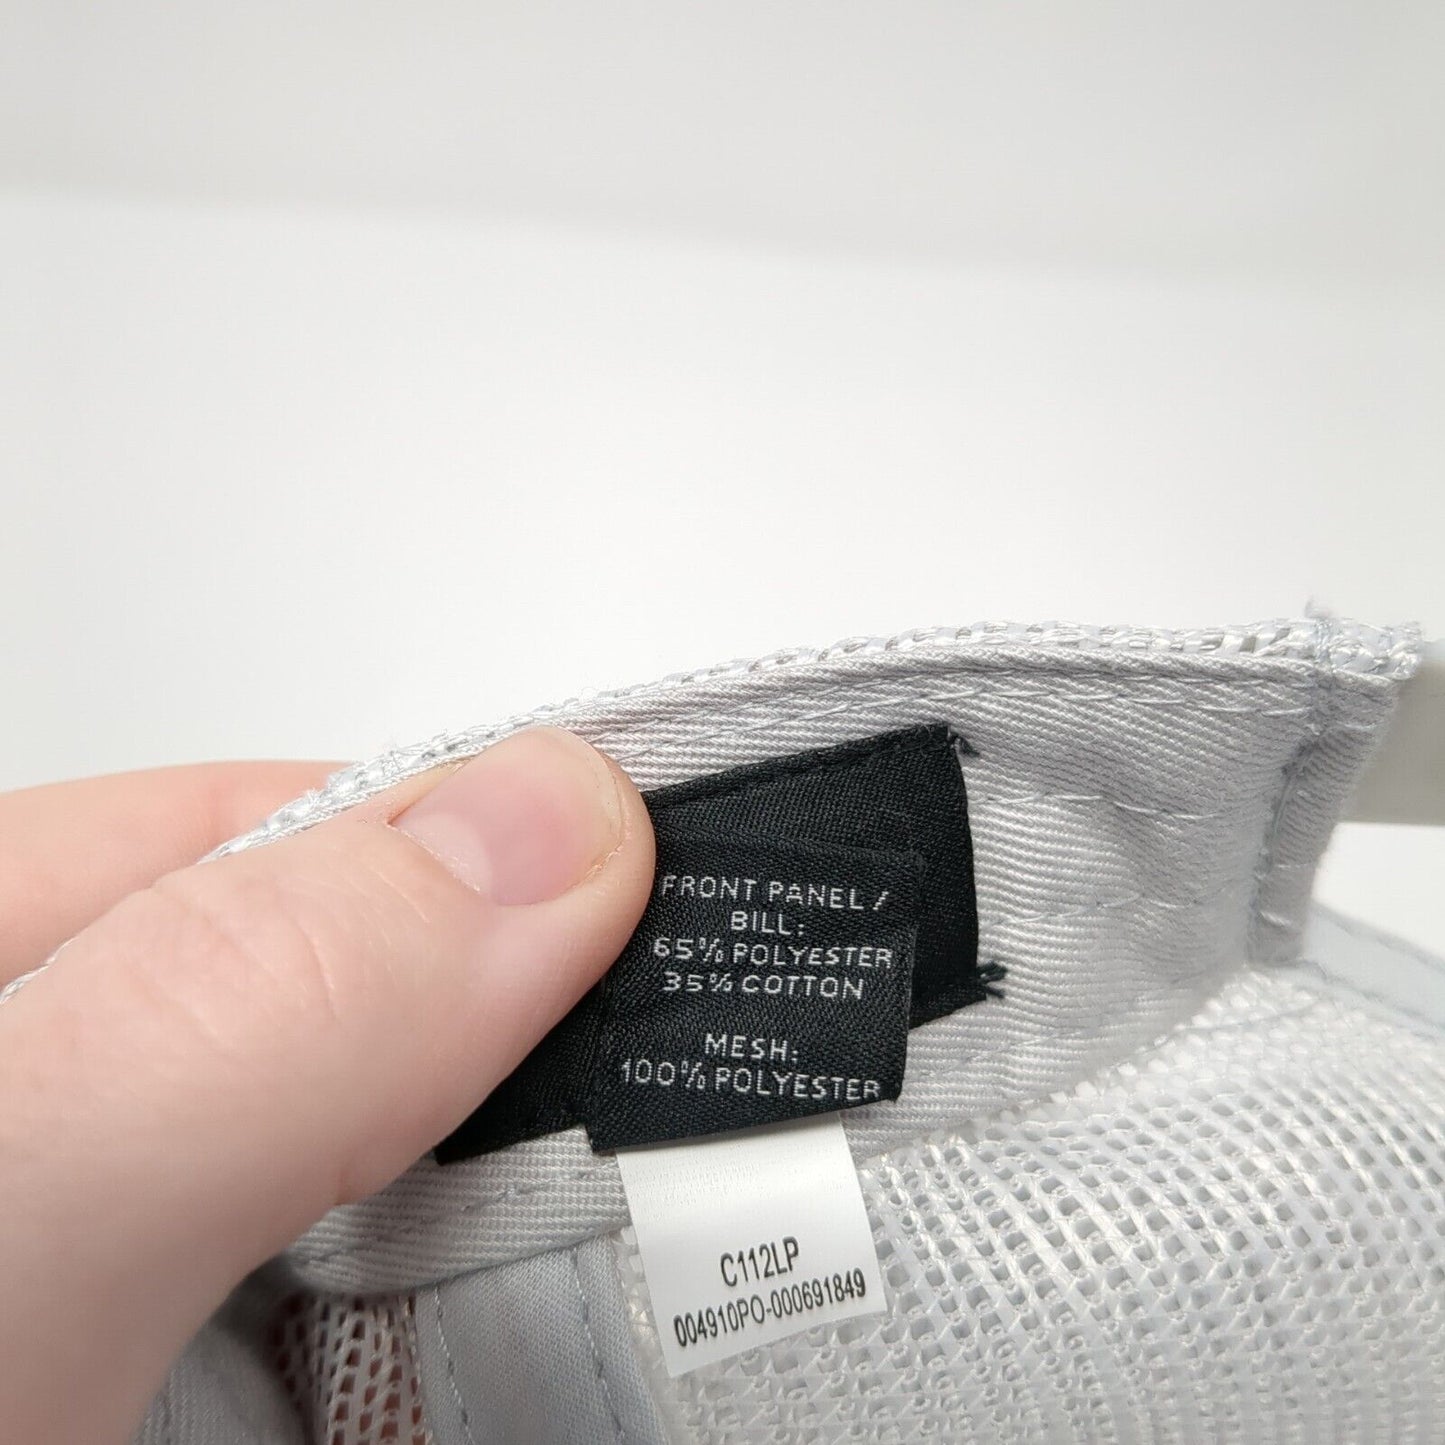 FRONT PANEL /
BILL:
65% POLYESTER
35% COTTON
MESH:
100% POLYESTER
C112LP
004910PO-000691849